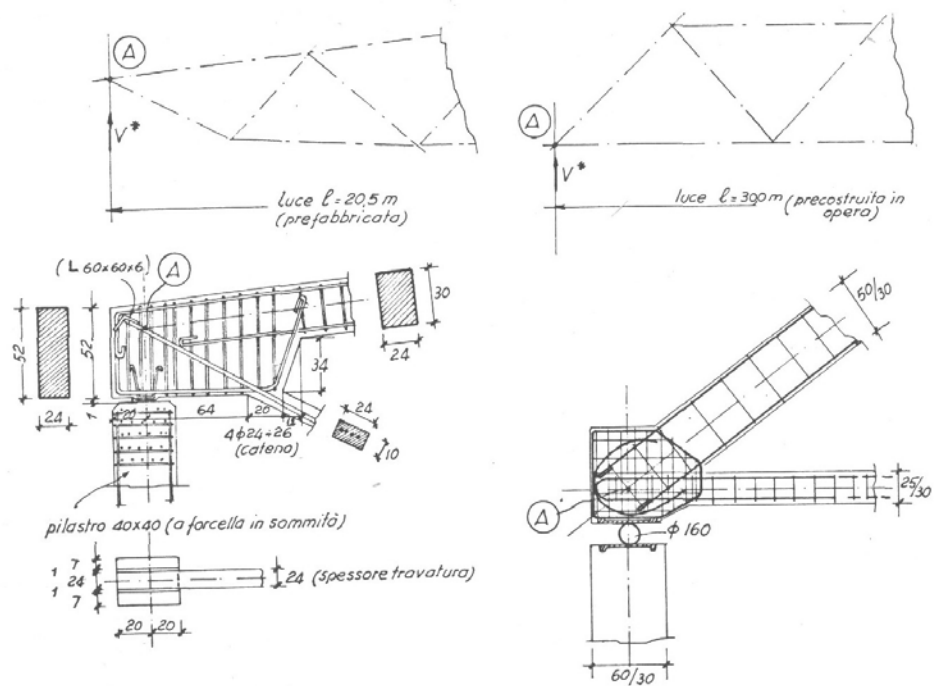 A
V*
luce ℓ = 20,5 m
(prefabbricata)
A
V*
luce ℓ = 30,0 m (precostruita in
opera)
(L 60×60×6)
A
52
24
52
1
20
64
20
34
30
24
4ϕ24÷26
(catena)
24
10
pilastro 40×40 (a forcella in sommità)
7
1
24
1
7
24 (spessore travatura)
20
20
50/30
A
25/30
ϕ 160
60/30